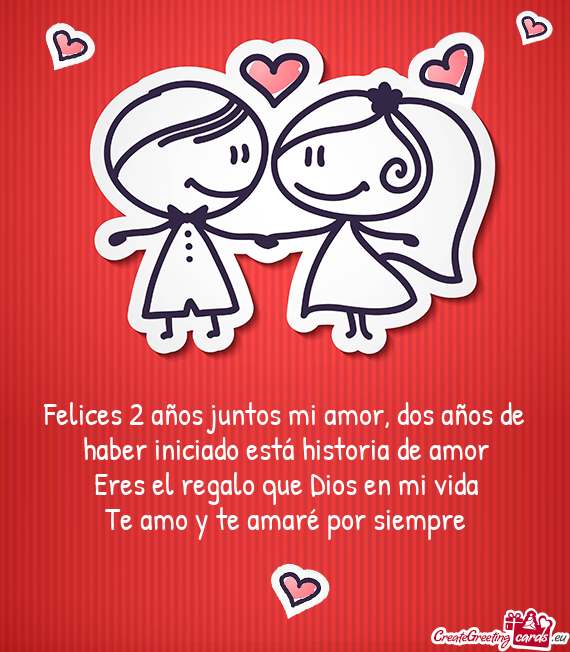 Felices 2 años juntos mi amor, dos años de
haber iniciado está historia de amor
Eres el regalo que Dios en mi vida
Te amo y te amaré por siempre
CreateGreetingcards.eu